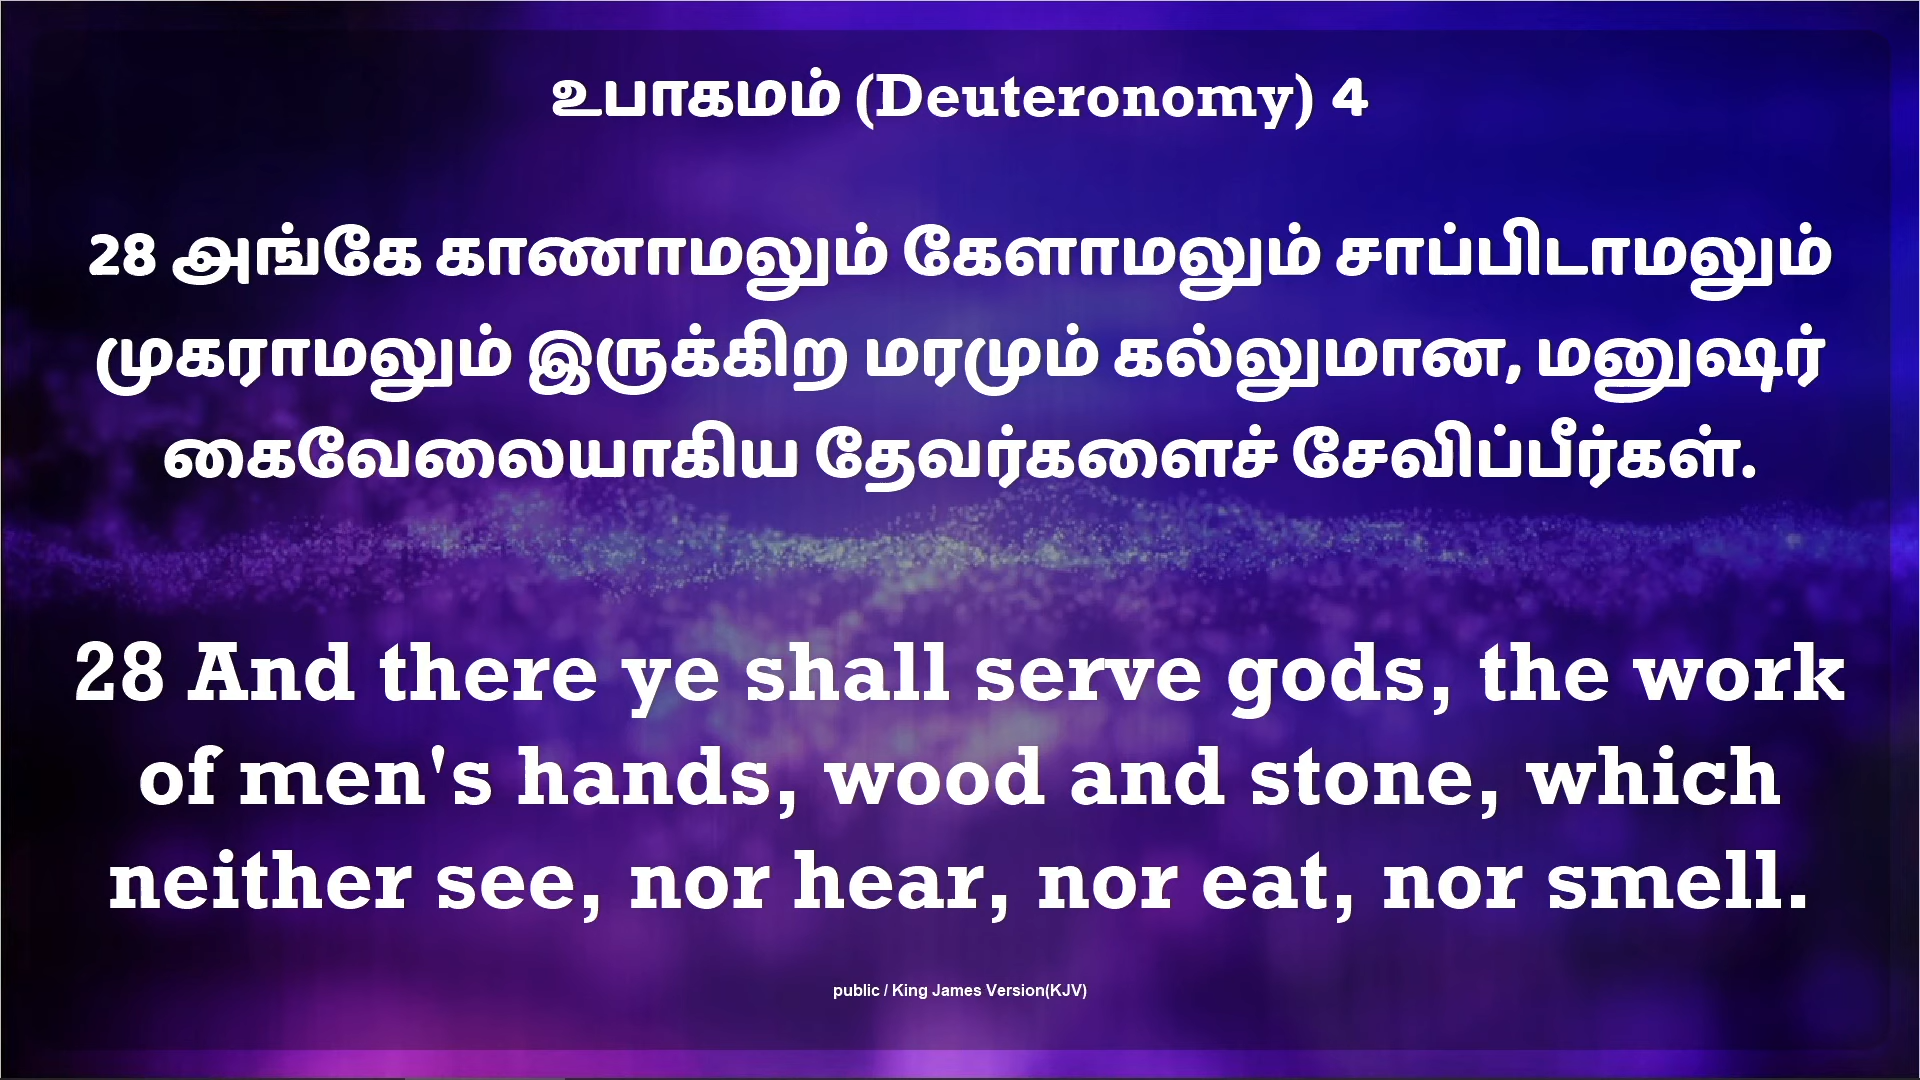 உபாகமம் (Deuteronomy) 4
28 அங்கே காணாமலும் கேளாமலும் சாப்பிடாமலும்
முகராமலும் இருக்கிற மரமும் கல்லுமான, மனுஷர்
கைவேலையாகிய தேவர்களைச் சேவிப்பீர்கள்.
28 And there ye shall serve gods, the work
of men's hands, wood and stone, which
neither see, nor hear, nor eat, nor smell.
public / King James Version(KJV)